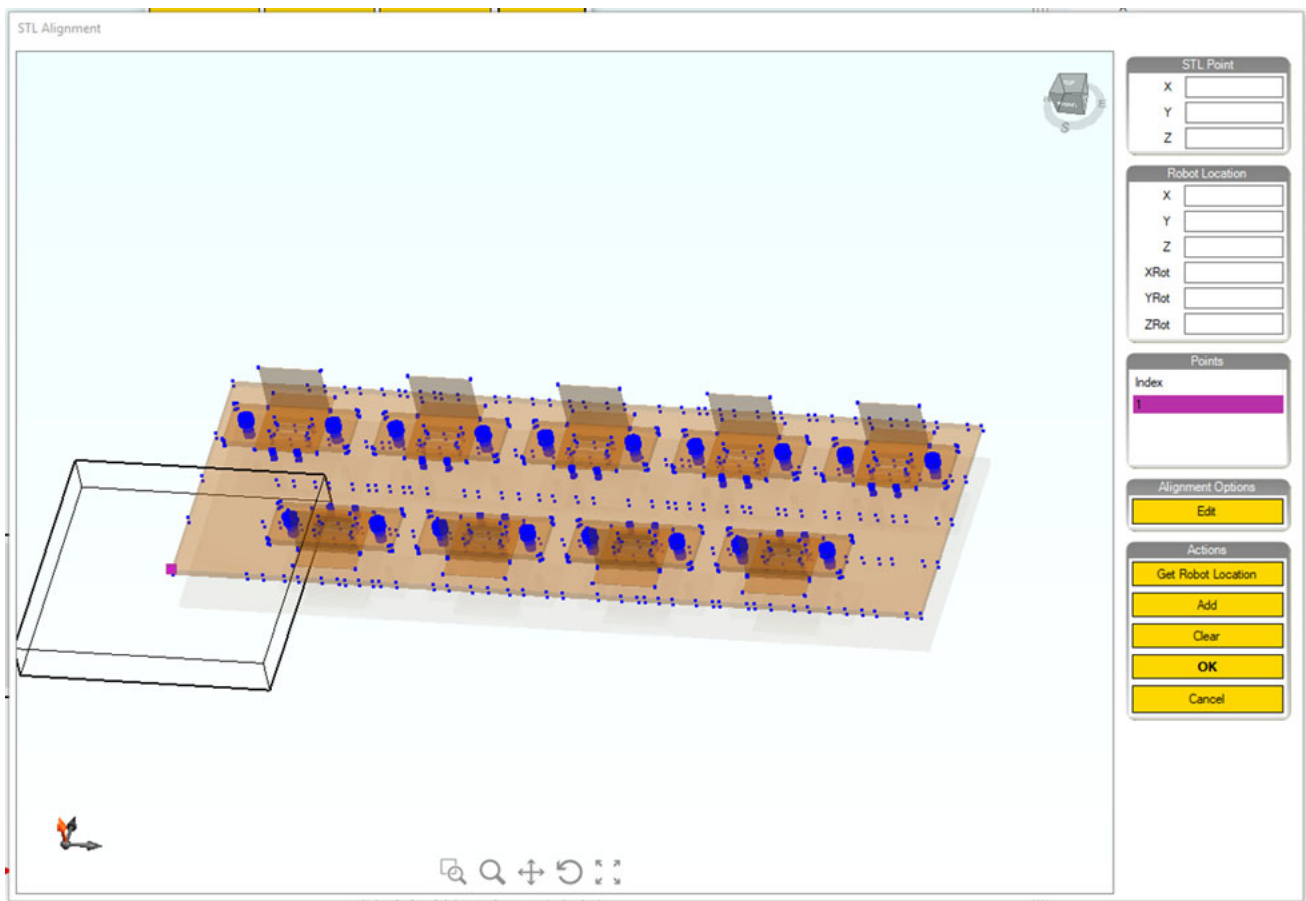 STL Alignment
TOP
S
E
STL Point
X
Y
Z
Robot Location
X
Y
Z
XRot
YRot
ZRot
Points
Index
1
Alignment Options
Edit
Actions
Get Robot Location
Add
Clear
OK
Cancel